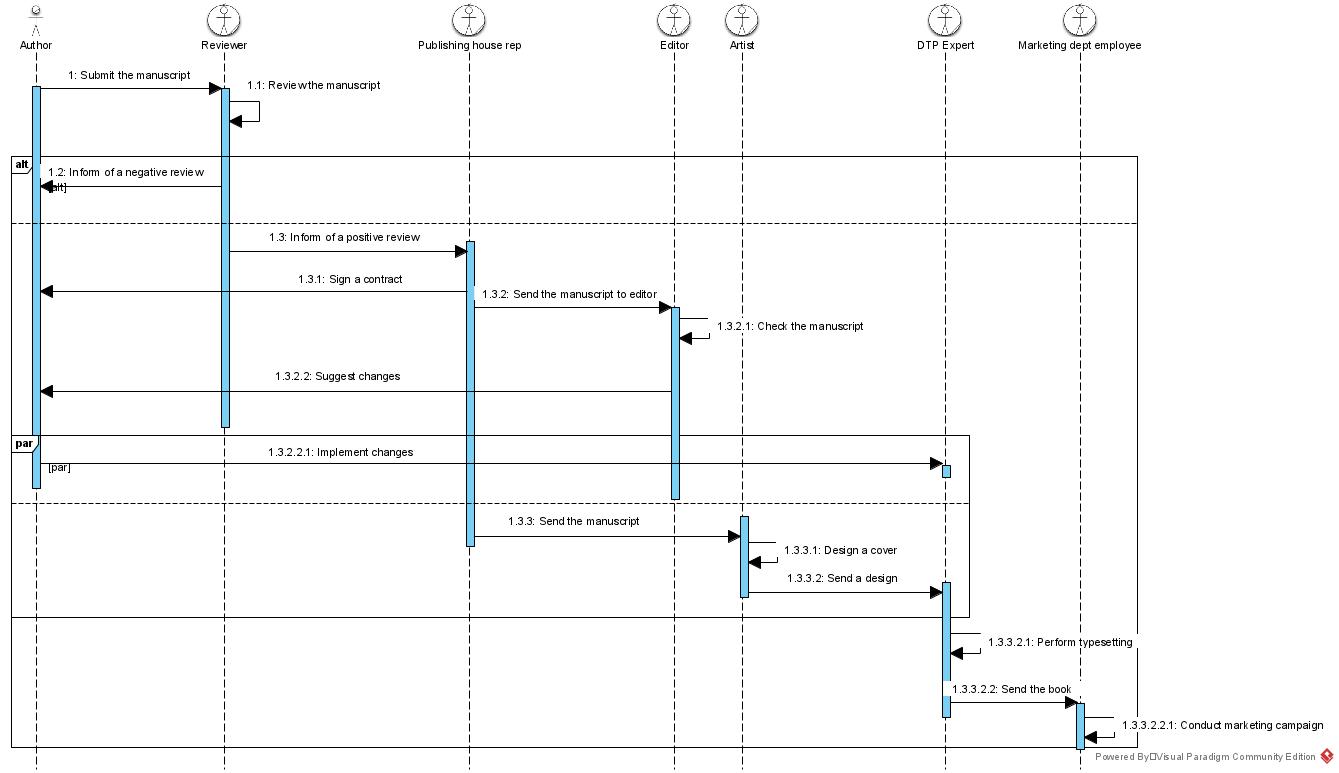 Author
Reviewer
Publishing house rep
Editor
Artist
DTP Expert
Marketing dept employee
1: Submit the manuscript
1.1: Review the manuscript
alt
1.2: Inform of a negative review
[alt]
1.3: Inform of a positive review
1.3.1: Sign a contract
1.3.2: Send the manuscript to editor
1.3.2.1: Check the manuscript
1.3.2.2: Suggest changes
par
1.3.2.2.1: Implement changes
[par]
1.3.3: Send the manuscript
1.3.3.1: Design a cover
1.3.3.2: Send a design
1.3.3.2.1: Perform typesetting
1.3.3.2.2: Send the book
1.3.3.2.2.1: Conduct marketing campaign
Powered By□Visual Paradigm Community Edition